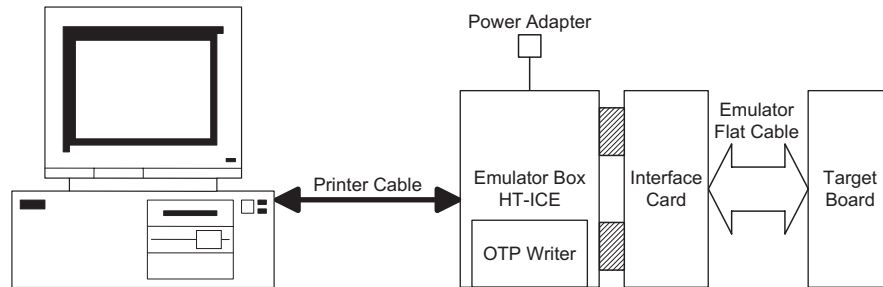 Power Adapter
Printer Cable
Emulator Box
HT-ICE
OTP Writer
Interface
Card
Emulator
Flat Cable
Target
Board